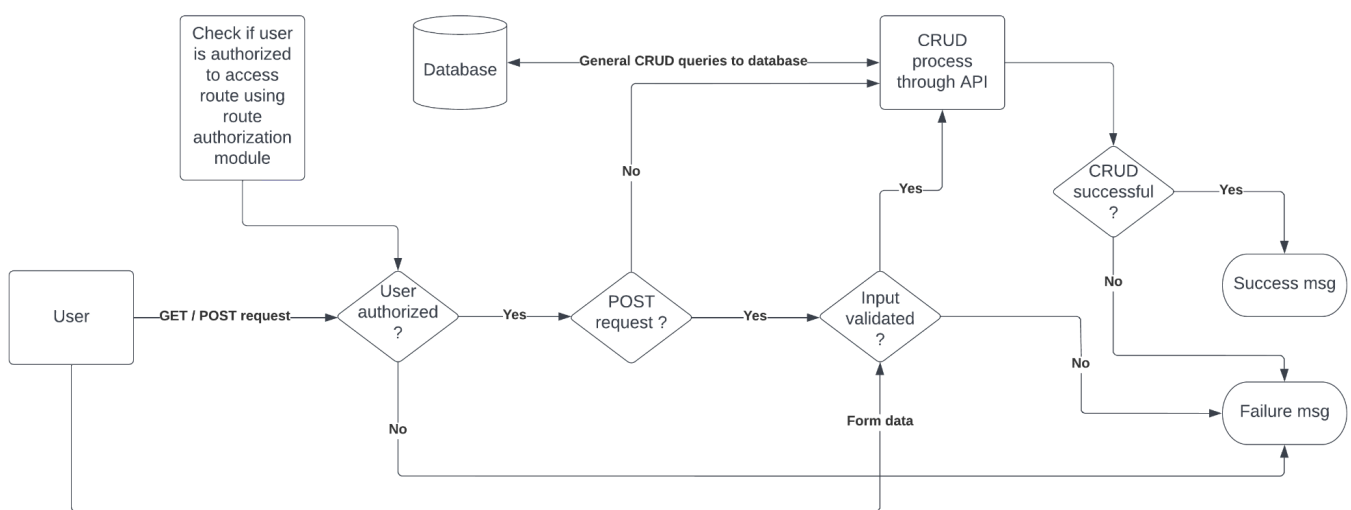 Check if user
is authorized
to access
route using
route
authorization
module
Database
General CRUD queries to database
CRUD
process
through API
No
Yes
CRUD
successful
?
Yes
No
Success msg
User
GET / POST request
User
authorized
?
Yes
POST
request ?
Yes
Input
validated
?
No
Failure msg
No
Form data